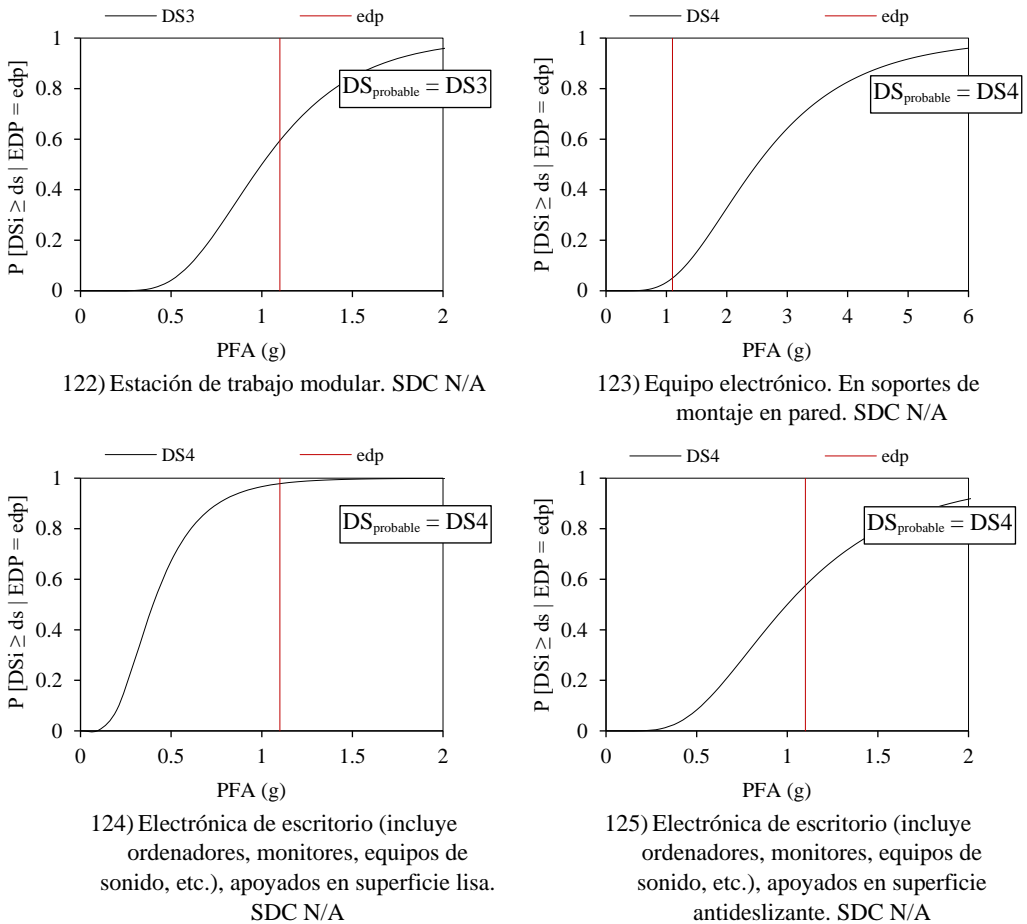 DS3 edp
P [DSi ≥ ds | EDP = edp]
1
0.8
0.6
0.4
0.2
0
0 0.5 1 1.5 2
PFA (g)
DSprobable = DS3
122) Estación de trabajo modular. SDC N/A
DS4 edp
P [DSi ≥ ds | EDP = edp]
1
0.8
0.6
0.4
0.2
0
0 1 2 3 4 5 6
PFA (g)
DSprobable = DS4
123) Equipo electrónico. En soportes de
montaje en pared. SDC N/A
DS4 edp
P [DSi ≥ ds | EDP = edp]
1
0.8
0.6
0.4
0.2
0
0 0.5 1 1.5 2
PFA (g)
DSprobable = DS4
124) Electrónica de escritorio (incluye
ordenadores, monitores, equipos de
sonido, etc.), apoyados en superficie lisa.
SDC N/A
DS4 edp
P [DSi ≥ ds | EDP = edp]
1
0.8
0.6
0.4
0.2
0
0 0.5 1 1.5 2
PFA (g)
DSprobable = DS4
125) Electrónica de escritorio (incluye
ordenadores, monitores, equipos de
sonido, etc.), apoyados en superficie
antideslizante. SDC N/A